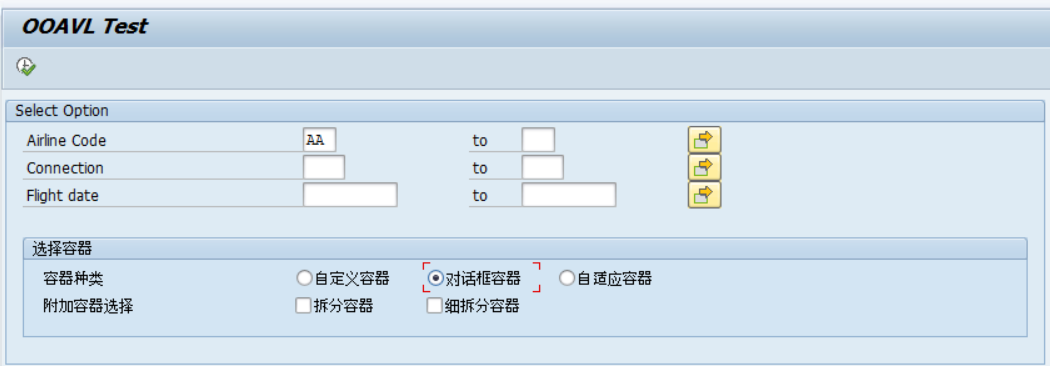 OOAVL Test
Select Option
Airline Code AA to
Connection to
Flight date to
选择容器
容器种类 自定义容器 对话框容器 自适应容器
附加容器选择 拆分容器 细拆分容器